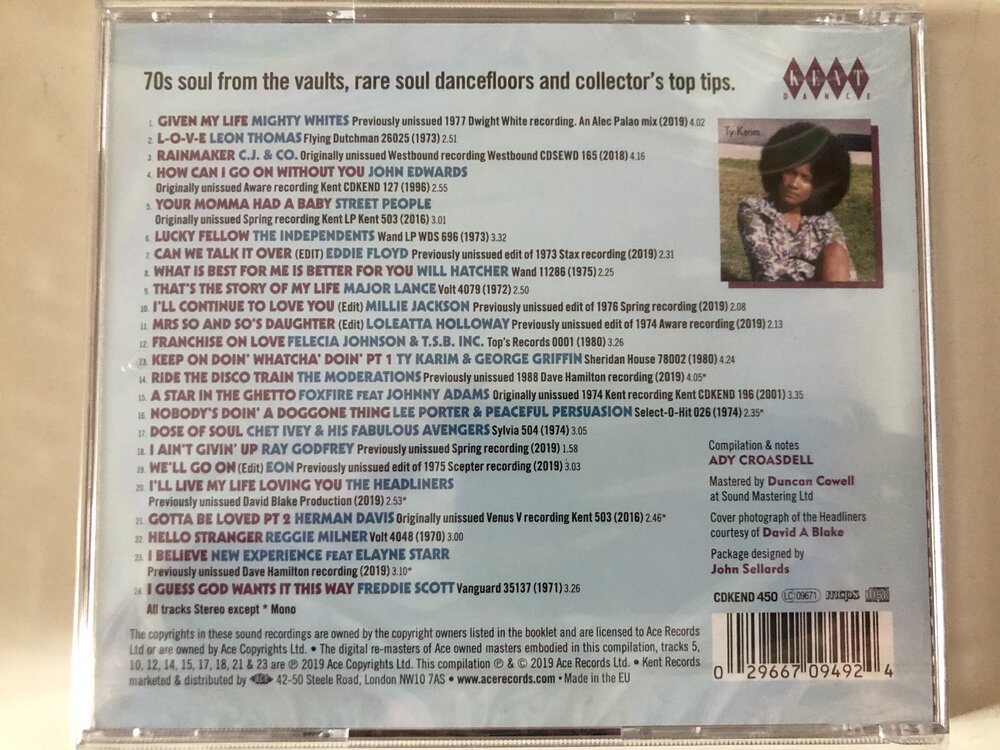 70s soul from the vaults, rare soul dancefloors and collector's top tips.
KENT
DANCE
Ty Karim
1. GIVEN MY LIFE MIGHTY WHITES Previously unissued 1977 Dwight White recording. An Alec Palao mix (2019) 4.02
2. L-O-V-E LEON THOMAS Flying Dutchman 26025 (1973) 2.51
3. RAINMAKER C.J. & CO. Originally unissued Westbound recording Westbound CDSEWD 165 (2018) 4.16
4. HOW CAN I GO ON WITHOUT YOU JOHN EDWARDS
Originally unissued Aware recording Kent CDKEND 127 (1996) 2.55
5. YOUR MOMMA HAD A BABY STREET PEOPLE
Originally unissued Spring recording Kent LP Kent 503 (2016) 3.01
6. LUCKY FELLOW THE INDEPENDENTS Wand LP WDS 696 (1973) 3.32
7. CAN WE TALK IT OVER (EDIT) EDDIE FLOYD Previously unissued edit of 1973 Stax recording (2019) 2.31
8. WHAT IS BEST FOR ME IS BETTER FOR YOU WILL HATCHER Wand 11286 (1975) 2.25
9. THAT'S THE STORY OF MY LIFE MAJOR LANCE Volt 4079 (1972) 2.50
10. I'LL CONTINUE TO LOVE YOU (Edit) MILLIE JACKSON Previously unissued edit of 1976 Spring recording (2019) 2.08
11. MRS SO AND SO'S DAUGHTER (Edit) LOLEATTA HOLLOWAY Previously unissued edit of 1974 Aware recording (2019) 2.13
12. FRANCHISE ON LOVE FELECIA JOHNSON & T.S.B. INC. Top's Records 0001 (1980) 3.26
13. KEEP ON DOIN' WHATCHA' DOIN' PT 1 TY KARIM & GEORGE GRIFFIN Sheridan House 78002 (1980) 4.24
14. RIDE THE DISCO TRAIN THE MODERATIONS Previously unissued 1988 Dave Hamilton recording (2019) 4.05*
15. A STAR IN THE GHETTO FOXFIRE FEAT JOHNNY ADAMS Originally unissued 1974 Kent recording Kent CDKEND 196 (2001) 3.35
16. NOBODY'S DOIN' A DOGGONE THING LEE PORTER & PEACEFUL PERSUASION Select-O-Hit 026 (1974) 2.35*
17. DOSE OF SOUL CHET IVEY & HIS FABULOUS AVENGERS Sylvia 504 (1974) 3.05
18. I AIN'T GIVIN' UP RAY GODFREY Previously unissued Spring recording (2019) 1.58
19. WE'LL GO ON (Edit) EON Previously unissued edit of 1975 Scepter recording (2019) 3.03
20. I'LL LIVE MY LIFE LOVING YOU THE HEADLINERS
Previously unissued David Blake Production (2019) 2.53*
21. GOTTA BE LOVED PT 2 HERMAN DAVIS Originally unissued Venus V recording Kent 503 (2016) 2.46*
22. HELLO STRANGER REGGIE MILNER Volt 4048 (1970) 3.00
23. I BELIEVE NEW EXPERIENCE FEAT ELAYNE STARR
Previously unissued Dave Hamilton recording (2019) 3.10*
24. I GUESS GOD WANTS IT THIS WAY FREDDIE SCOTT Vanguard 35137 (1971) 3.26
All tracks Stereo except * Mono
Compilation & notes
ADY CROASDELL
Mastered by Duncan Cowell
at Sound Mastering Ltd
Cover photograph of the Headliners
courtesy of David A Blake
Package designed by
John Sellards
CDKEND 450 LC 09671 mcps
The copyrights in these sound recordings are owned by the copyright owners listed in the booklet and are licensed to Ace Records
Ltd or are owned by Ace Copyrights Ltd. • The digital re-masters of Ace owned masters embodied in this compilation, tracks 5,
10, 12, 14, 15, 17, 18, 21 & 23 are ℗ 2019 Ace Copyrights Ltd. This compilation ℗ & © 2019 Ace Records Ltd. • Kent Records
marketed & distributed by 42-50 Steele Road, London NW10 7AS • www.acerecords.com • Made in the EU
0 29667 09492 4